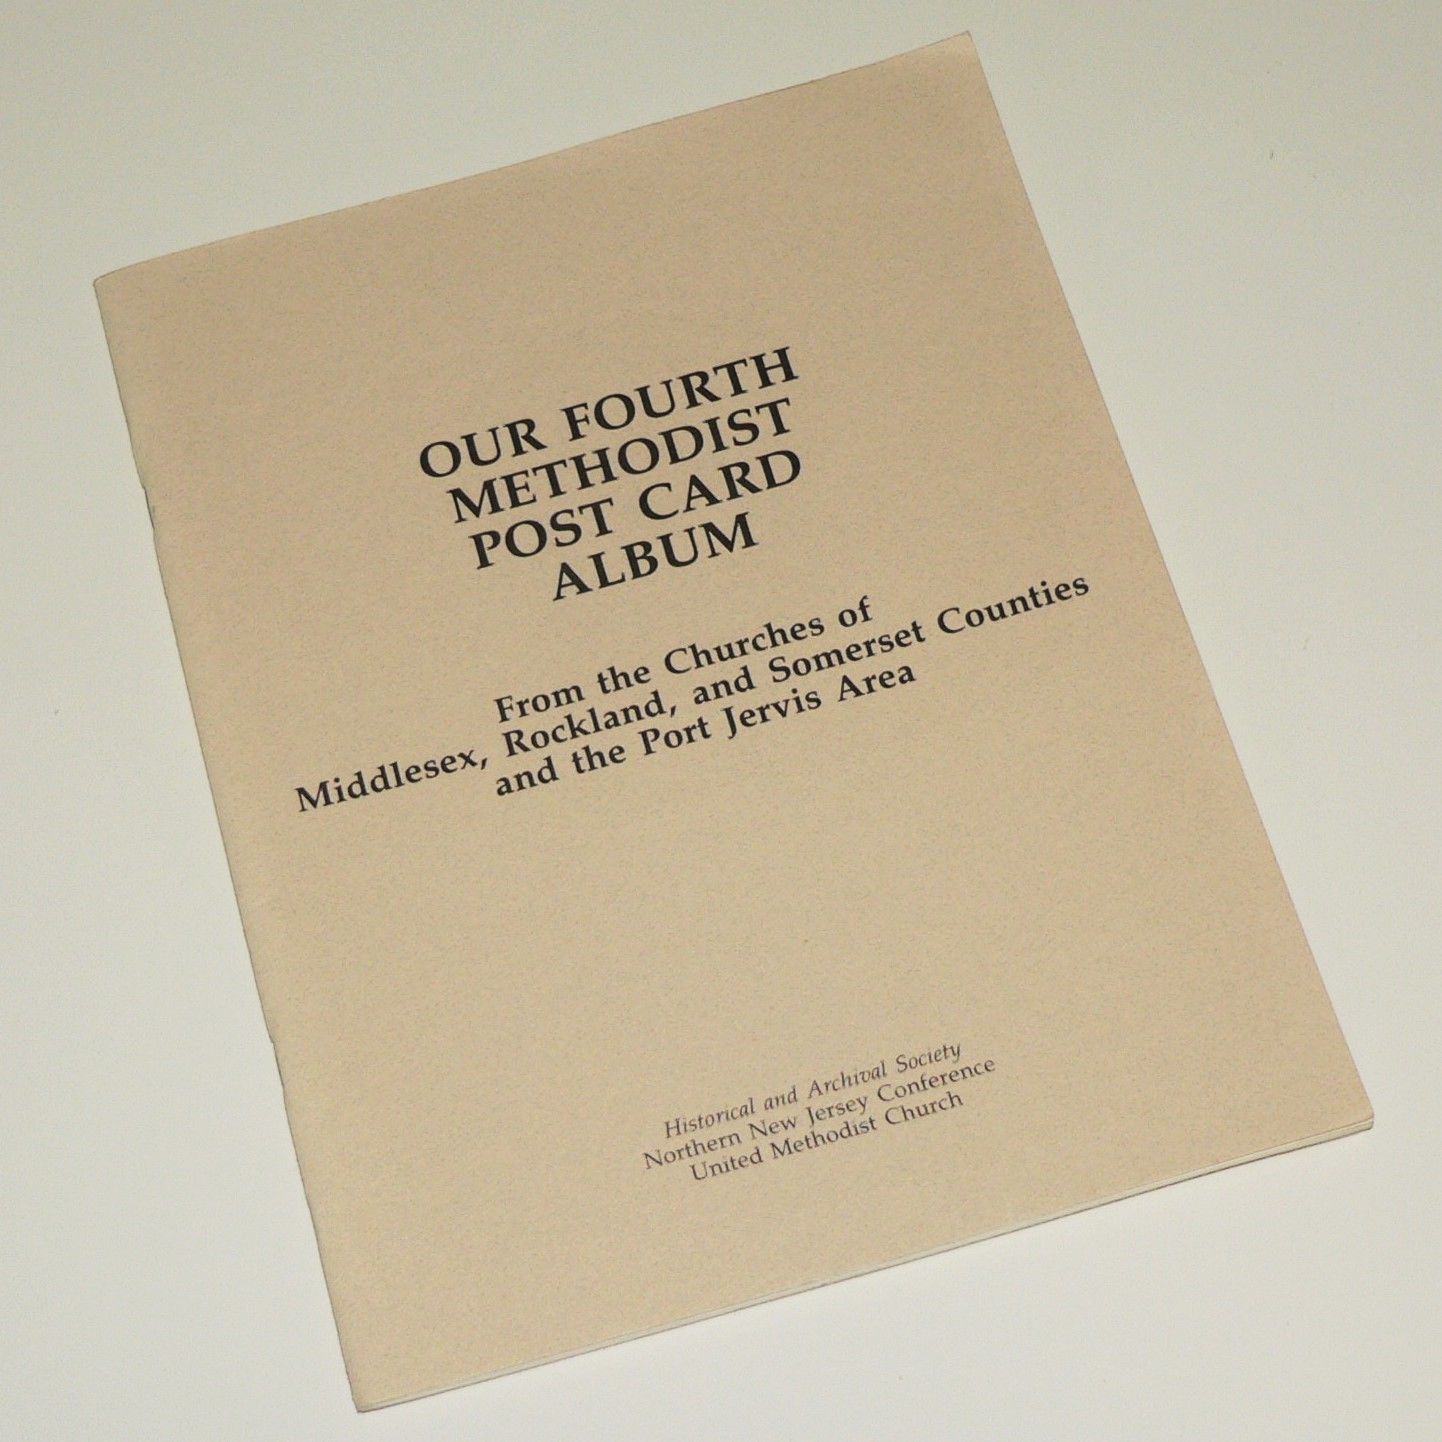 OUR FOURTH
METHODIST
POST CARD
ALBUM
From the Churches of
Middlesex, Rockland, and Somerset Counties
and the Port Jervis Area
Historical and Archival Society
Northern New Jersey Conference
United Methodist Church